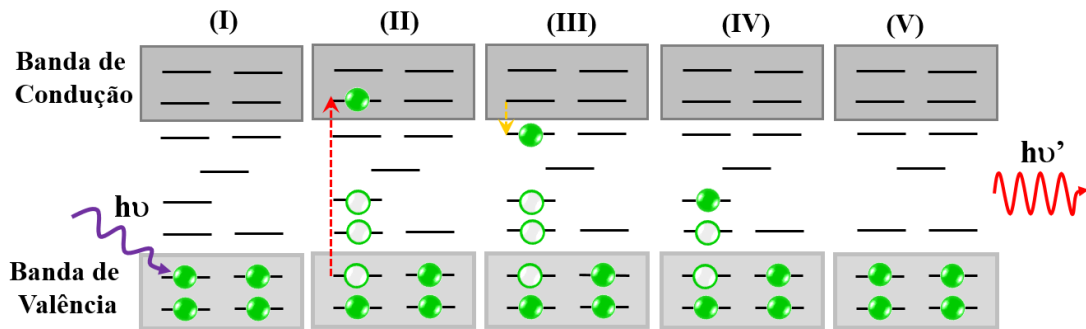 (I) (II) (III) (IV) (V)
Banda de
Condução
hυ
hυ’
Banda de
Valência